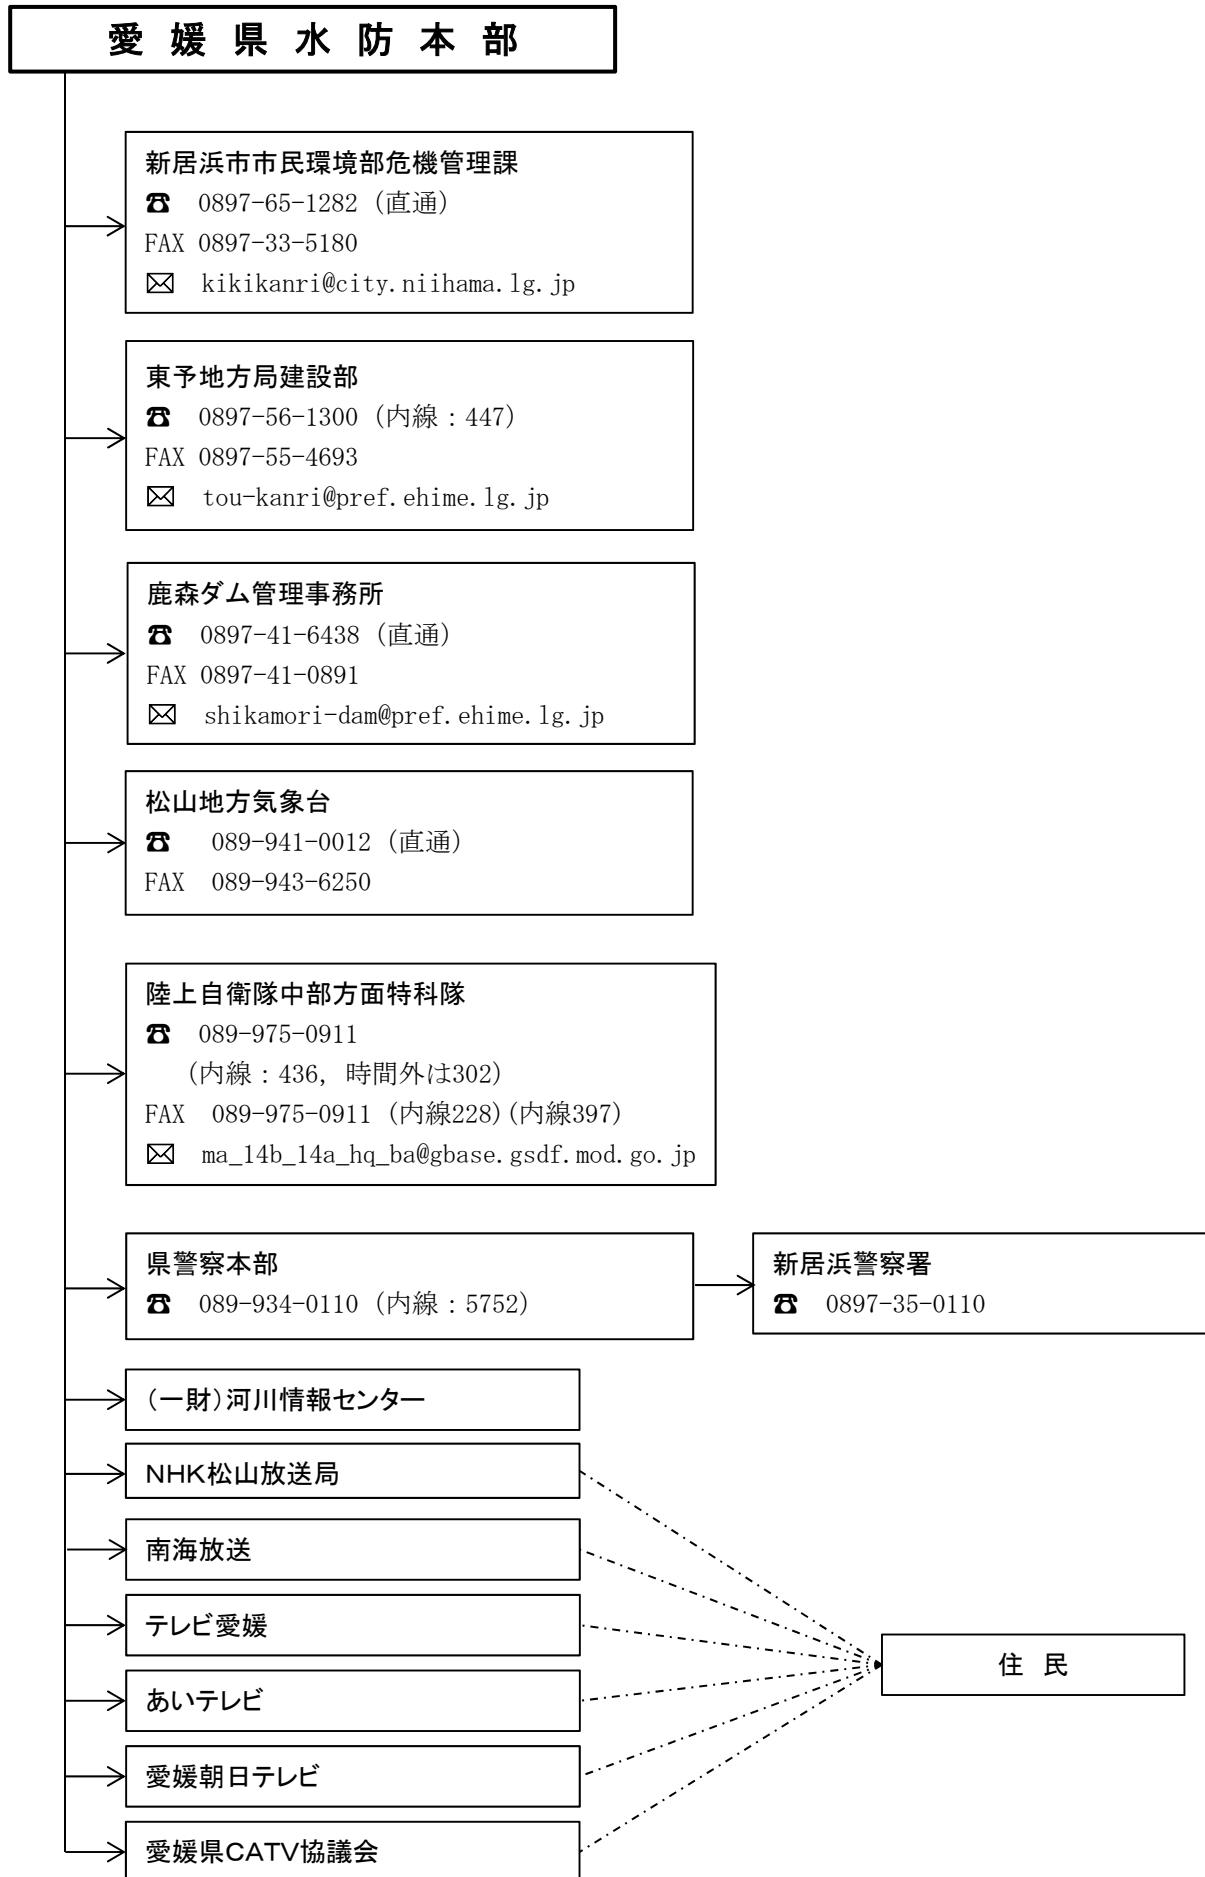 愛媛県水防本部
新居浜市市民環境部危機管理課
☎ 0897-65-1282（直通）
FAX 0897-33-5180
✉ kikikanri@city.niihama.lg.jp
東予地方局建設部
☎ 0897-56-1300（内線：447）
FAX 0897-55-4693
✉ tou-kanri@pref.ehime.lg.jp
鹿森ダム管理事務所
☎ 0897-41-6438（直通）
FAX 0897-41-0891
✉ shikamori-dam@pref.ehime.lg.jp
松山地方気象台
☎ 089-941-0012（直通）
FAX 089-943-6250
陸上自衛隊中部方面特科隊
☎ 089-975-0911
（内線：436，時間外は302）
FAX 089-975-0911（内線228）（内線397）
✉ ma_14b_14a_hq_ba@gbase.gsdf.mod.go.jp
県警察本部
☎ 089-934-0110（内線：5752）
新居浜警察署
☎ 0897-35-0110
（一財）河川情報センター
NHK松山放送局
南海放送
テレビ愛媛
あいテレビ
愛媛朝日テレビ
愛媛県CATV協議会
住民